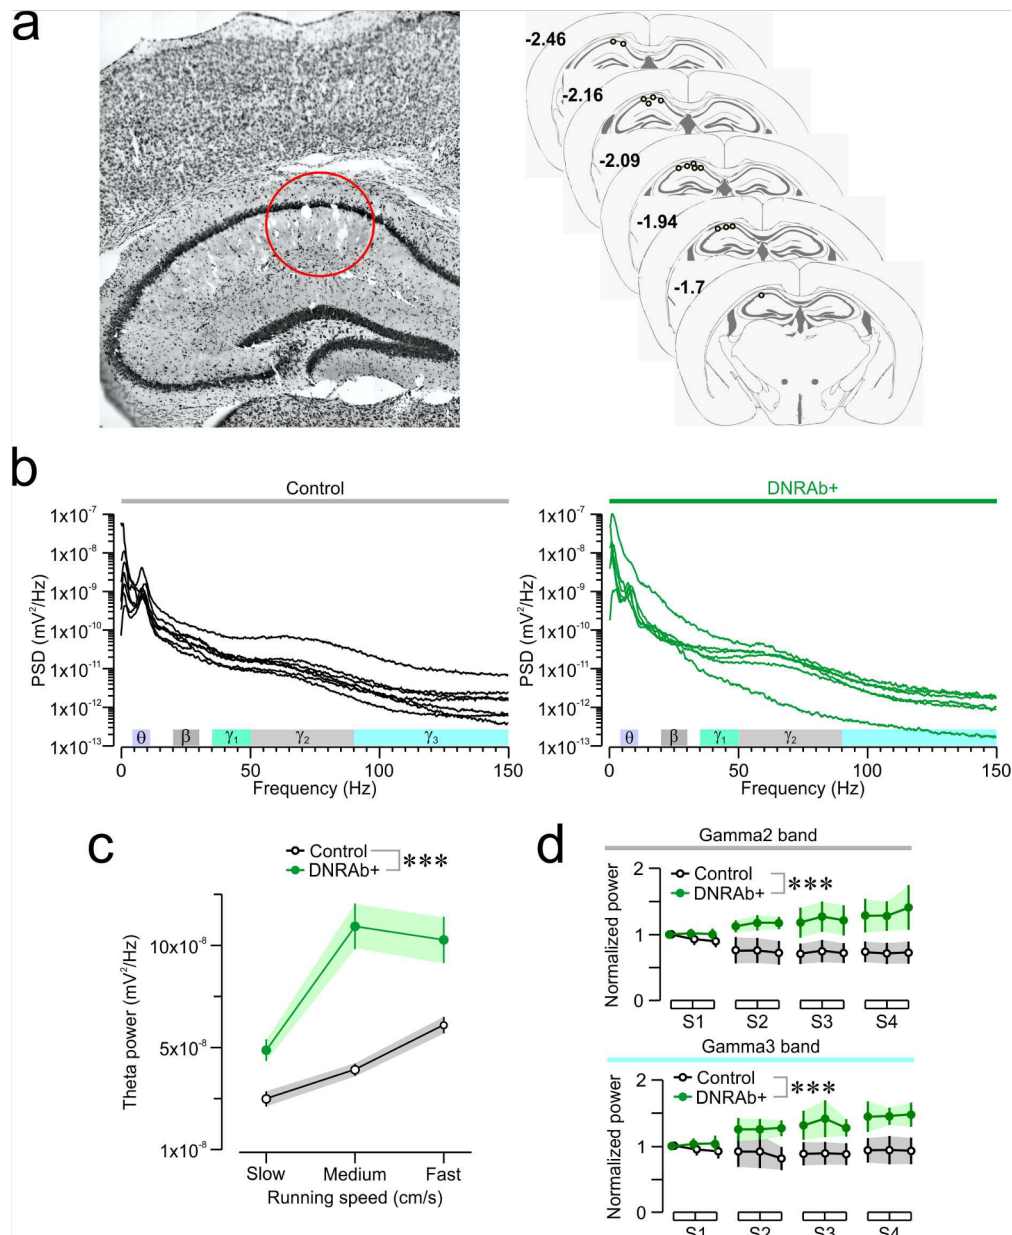 a
-2.46
-2.16
-2.09
-1.94
-1.7
b
Control
PSD (mV²/Hz)
1x10⁻⁷
1x10⁻⁸
1x10⁻⁹
1x10⁻¹⁰
1x10⁻¹¹
1x10⁻¹²
1x10⁻¹³
θ β γ₁ γ₂ γ₃
0 50 100 150
Frequency (Hz)
DNRAb+
PSD (mV²/Hz)
1x10⁻⁷
1x10⁻⁸
1x10⁻⁹
1x10⁻¹⁰
1x10⁻¹¹
1x10⁻¹²
1x10⁻¹³
θ β γ₁ γ₂
0 50 100 150
Frequency (Hz)
c
Control
DNRAb+
***
Theta power (mV²/Hz)
10x10⁻⁸
5x10⁻⁸
1x10⁻⁸
Slow Medium Fast
Running speed (cm/s)
d
Gamma2 band
Control
DNRAb+
***
Normalized power
2
1
0
S1 S2 S3 S4
Gamma3 band
Control
DNRAb+
***
Normalized power
2
1
0
S1 S2 S3 S4